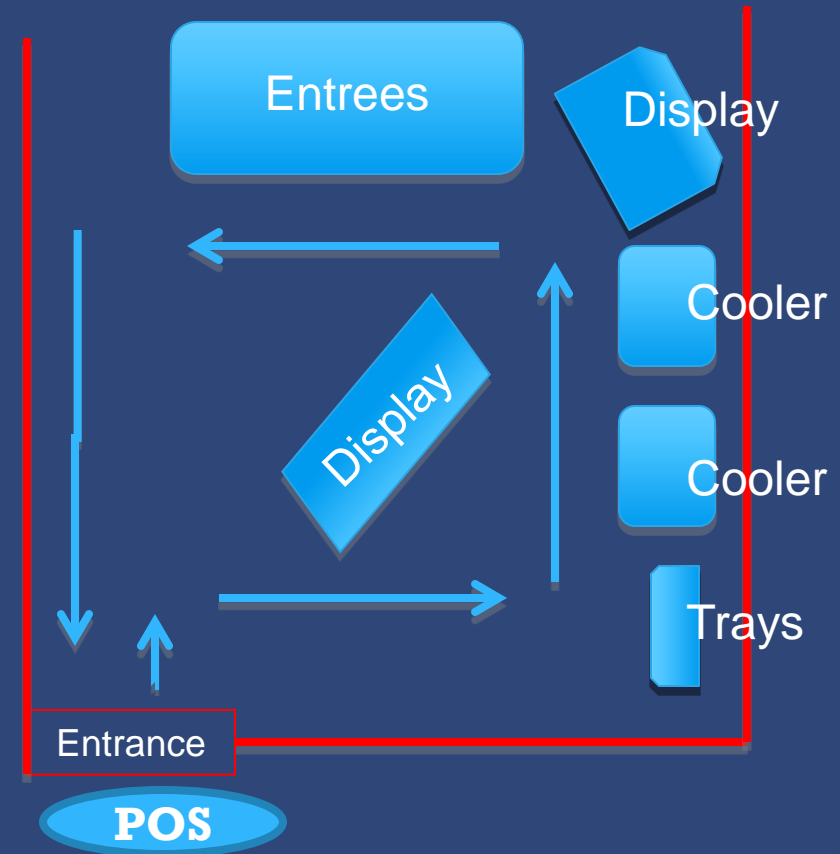 Entrees
Display
Cooler
Display
Cooler
Trays
Entrance
POS